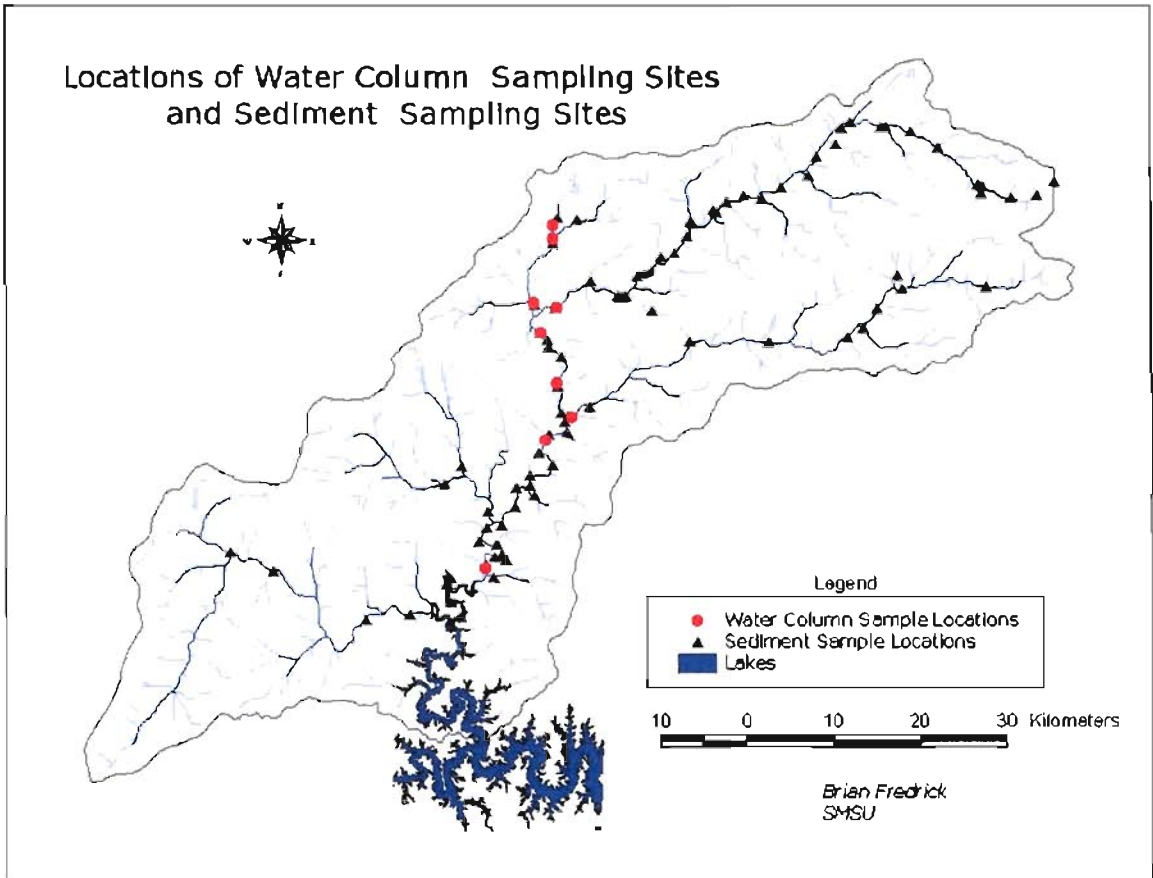 Locations of Water Column Sampling Sites
and Sediment Sampling Sites
Legend
Water Column Sample Locations
Sediment Sample Locations
Lakes
10 0 10 20 30 Kilometers
Brian Fredrick
SMSU